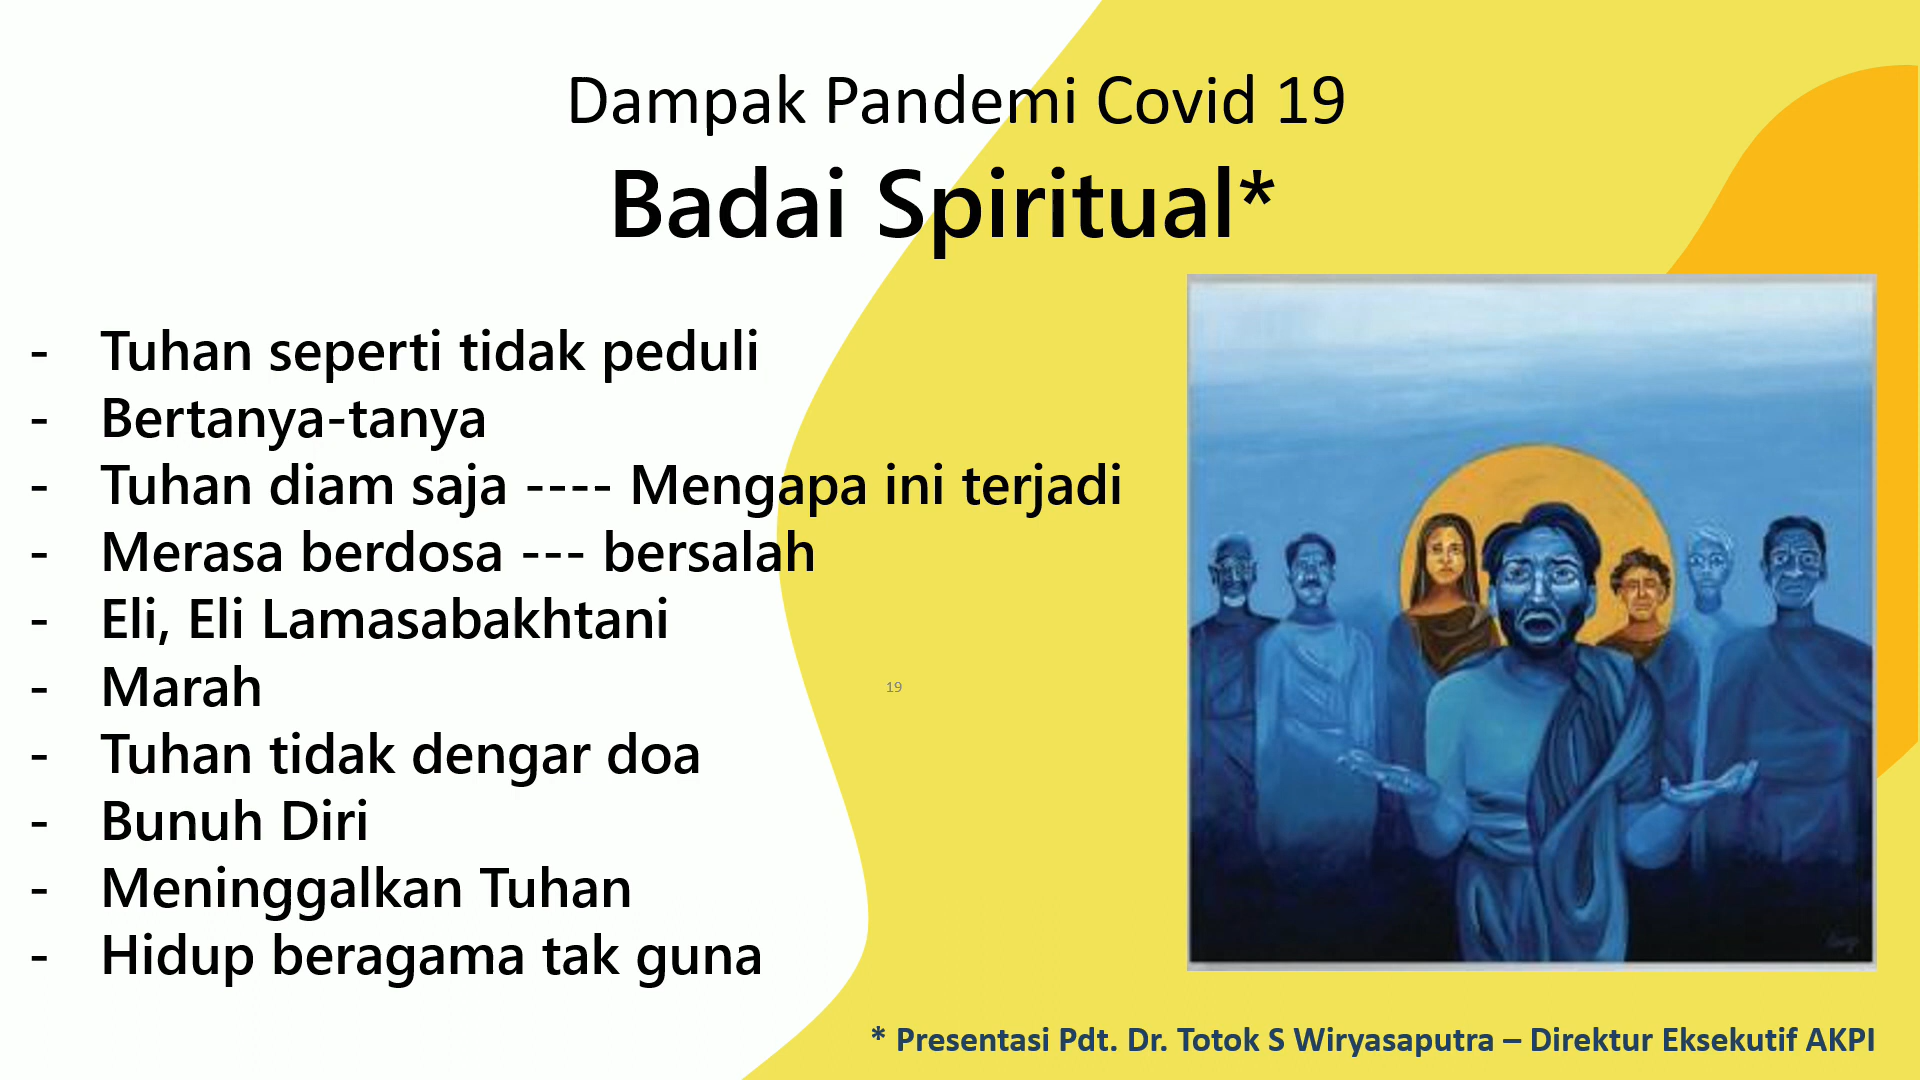 Dampak Pandemi Covid 19
Badai Spiritual*
- Tuhan seperti tidak peduli
- Bertanya-tanya
- Tuhan diam saja ---- Mengapa ini terjadi
- Merasa berdosa --- bersalah
- Eli, Eli Lamasabakhtani
- Marah
- Tuhan tidak dengar doa
- Bunuh Diri
- Meninggalkan Tuhan
- Hidup beragama tak guna
19
* Presentasi Pdt. Dr. Totok S Wiryasaputra – Direktur Eksekutif AKPI